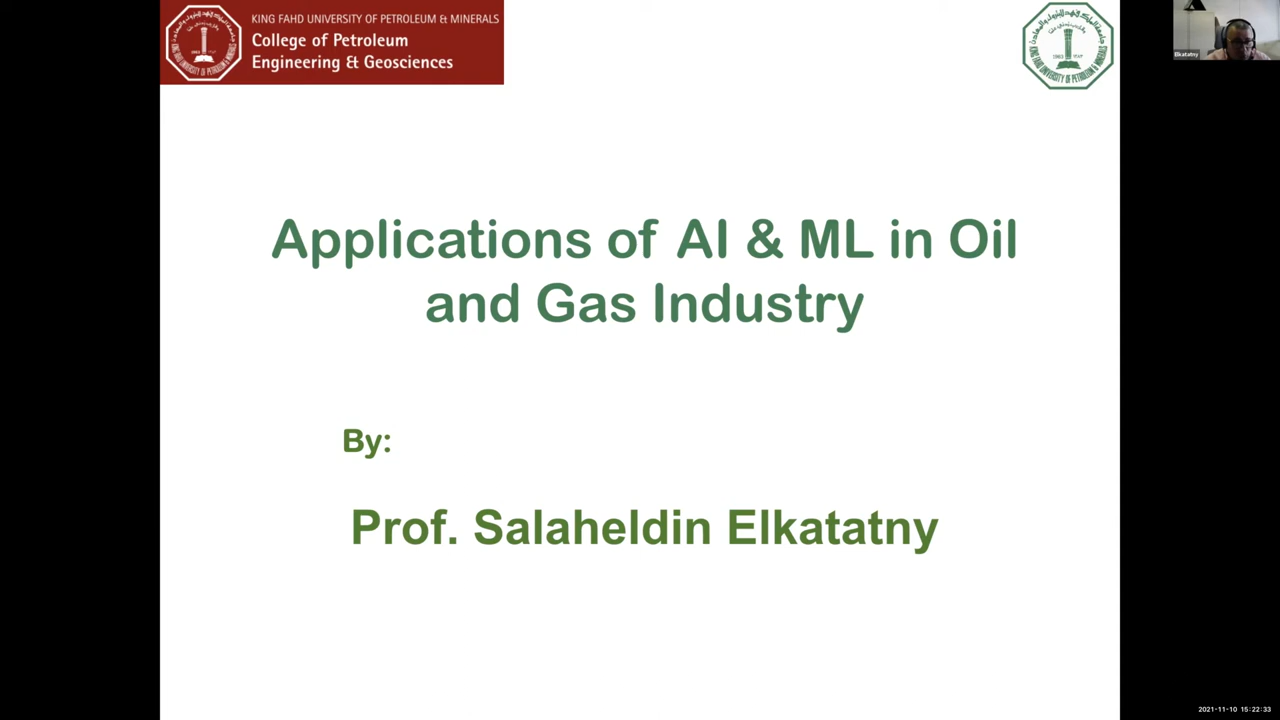 KING FAHD UNIVERSITY OF PETROLEUM & MINERALS
College of Petroleum
Engineering & Geosciences
Elkatatny
Applications of AI & ML in Oil
and Gas Industry
By:
Prof. Salaheldin Elkatatny
2021-11-10 15:22:33